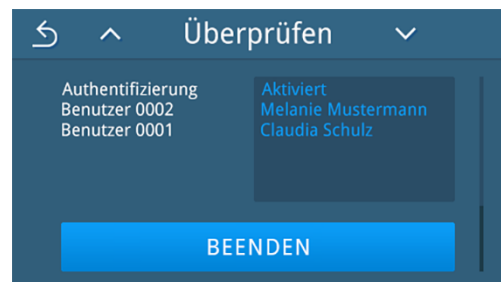 Überprüfen
Authentifizierung Aktiviert
Benutzer 0002 Melanie Mustermann
Benutzer 0001 Claudia Schulz
BEENDEN